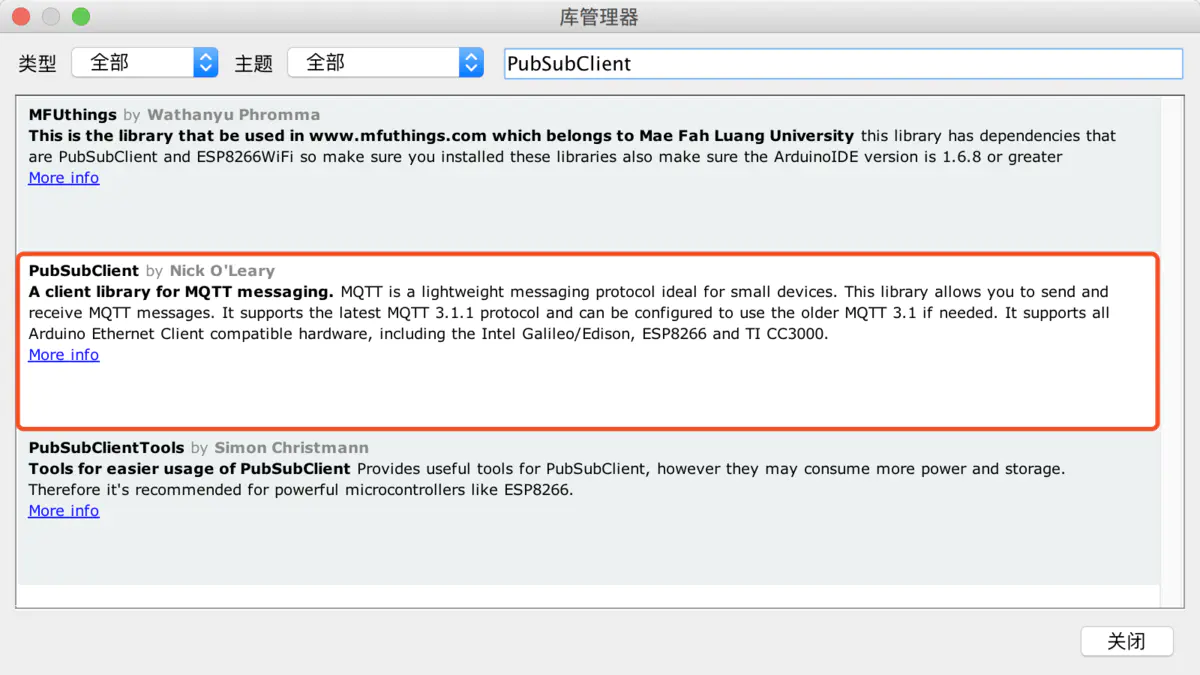 库管理器
类型 全部 主题 全部 PubSubClient
MFUthings by Wathanyu Phromma
This is the library that be used in www.mfuthings.com which belongs to Mae Fah Luang University this library has dependencies that
are PubSubClient and ESP8266WiFi so make sure you installed these libraries also make sure the ArduinoIDE version is 1.6.8 or greater
More info
PubSubClient by Nick O'Leary
A client library for MQTT messaging. MQTT is a lightweight messaging protocol ideal for small devices. This library allows you to send and
receive MQTT messages. It supports the latest MQTT 3.1.1 protocol and can be configured to use the older MQTT 3.1 if needed. It supports all
Arduino Ethernet Client compatible hardware, including the Intel Galileo/Edison, ESP8266 and TI CC3000.
More info
PubSubClientTools by Simon Christmann
Tools for easier usage of PubSubClient Provides useful tools for PubSubClient, however they may consume more power and storage.
Therefore it's recommended for powerful microcontrollers like ESP8266.
More info
关闭